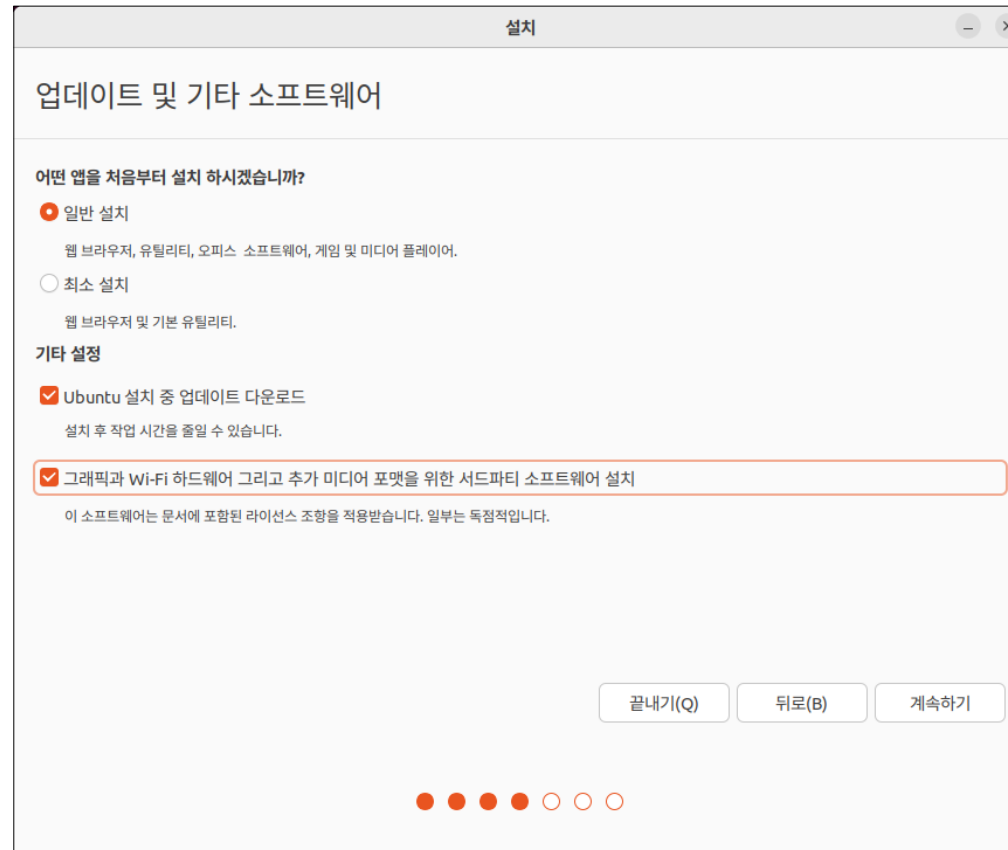 설치
업데이트 및 기타 소프트웨어
어떤 앱을 처음부터 설치 하시겠습니까?
일반 설치
웹 브라우저, 유틸리티, 오피스 소프트웨어, 게임 및 미디어 플레이어.
최소 설치
웹 브라우저 및 기본 유틸리티.
기타 설정
Ubuntu 설치 중 업데이트 다운로드
설치 후 작업 시간을 줄일 수 있습니다.
그래픽과 Wi-Fi 하드웨어 그리고 추가 미디어 포맷을 위한 서드파티 소프트웨어 설치
이 소프트웨어는 문서에 포함된 라이선스 조항을 적용받습니다. 일부는 독점적입니다.
끝내기(Q) 뒤로(B) 계속하기